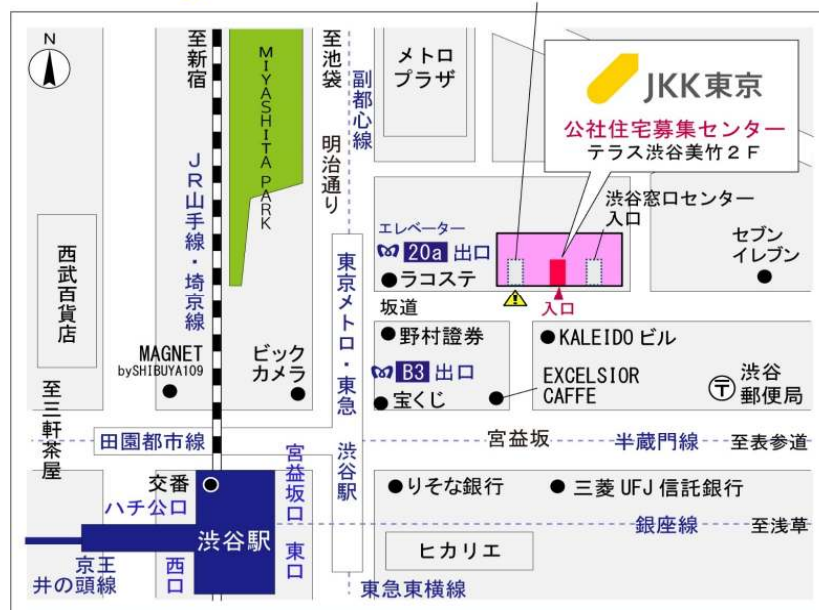 N
至新宿
MIYASHITA PARK
至池袋
明治通り
副都心線
メトロ
プラザ
JKK東京
公社住宅募集センター
テラス渋谷美竹2F
JR山手線・埼京線
西武百貨店
エレベーター
20a 出口
ラコステ
渋谷窓口センター
入口
入口
セブン
イレブン
坂道
東京メトロ・東急 渋谷駅
野村證券
B3 出口
宝くじ
KALEIDO ビル
EXCELSIOR
CAFFE
渋谷
郵便局
MAGNET
bySHIBUYA109
ビック
カメラ
至三軒茶屋
田園都市線
宮益坂
半蔵門線
至表参道
交番
ハチ公口
宮益坂口
りそな銀行
三菱 UFJ 信託銀行
渋谷駅
銀座線
至浅草
京王
井の頭線
西口
東口
ヒカリエ
東急東横線